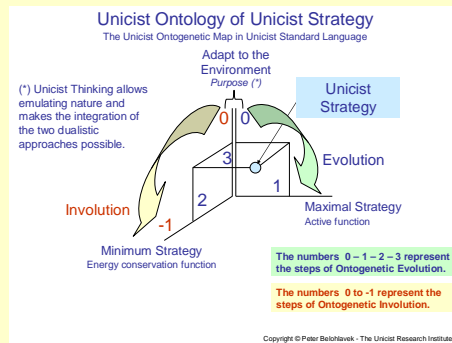 Unicist Ontology of Unicist Strategy
The Unicist Ontogenetic Map in Unicist Standard Language
Adapt to the
Environment
Purpose (*)
(*) Unicist Thinking allows
emulating nature and
makes the integration of
the two dualistic
approaches possible.
Unicist
Strategy
0 0
3
Evolution
2
1
Involution
-1
Maximal Strategy
Active function
Minimum Strategy
Energy conservation function
The numbers 0 – 1 – 2 – 3 represent
the steps of Ontogenetic Evolution.
The numbers 0 to -1 represent the
steps of Ontogenetic Involution.
Copyright © Peter Belohlavek - The Unicist Research Institute